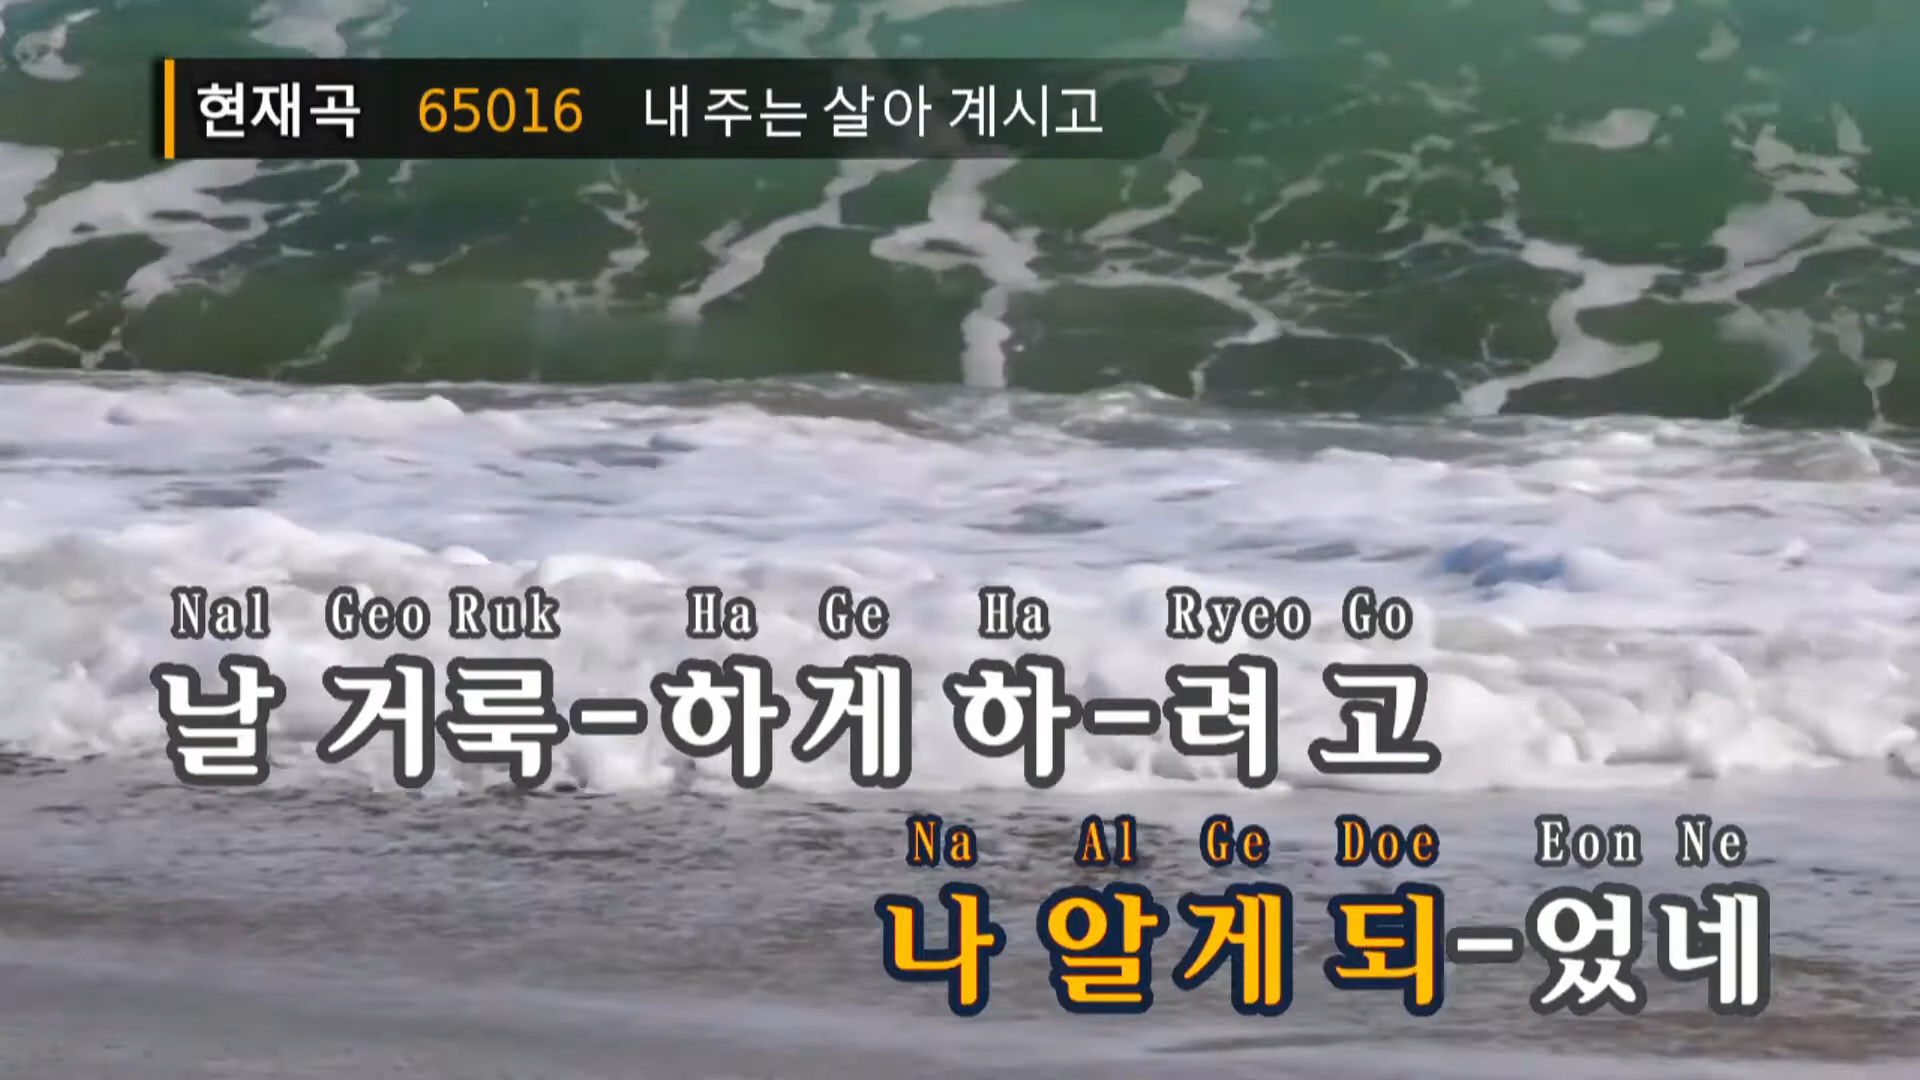 현재곡 65016 내 주는 살아 계시고
Nal Geo Ruk Ha Ge Ha Ryeo Go
날 거룩-하게 하-려 고
Na Al Ge Doe Eon Ne
나 알게 되-었네